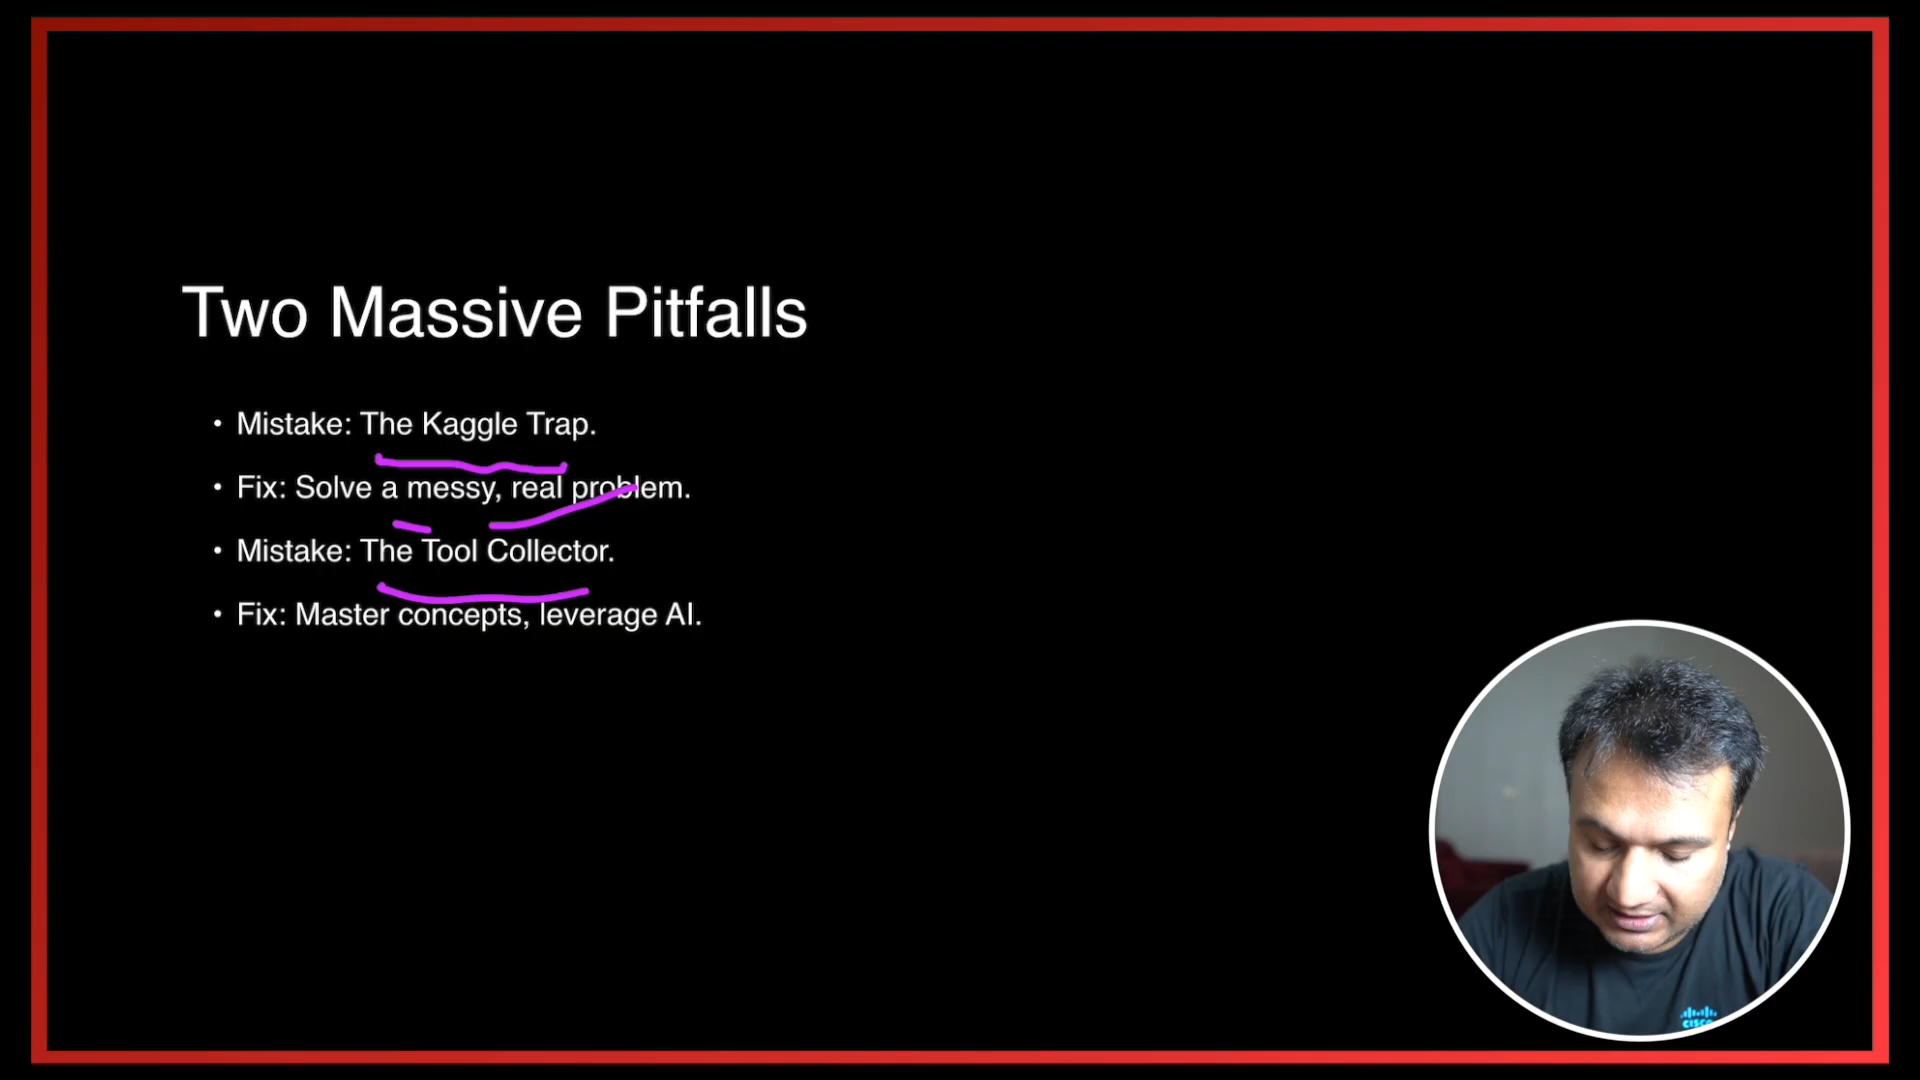 Two Massive Pitfalls
• Mistake: The Kaggle Trap.
• Fix: Solve a messy, real problem.
• Mistake: The Tool Collector.
• Fix: Master concepts, leverage AI.
CISCO